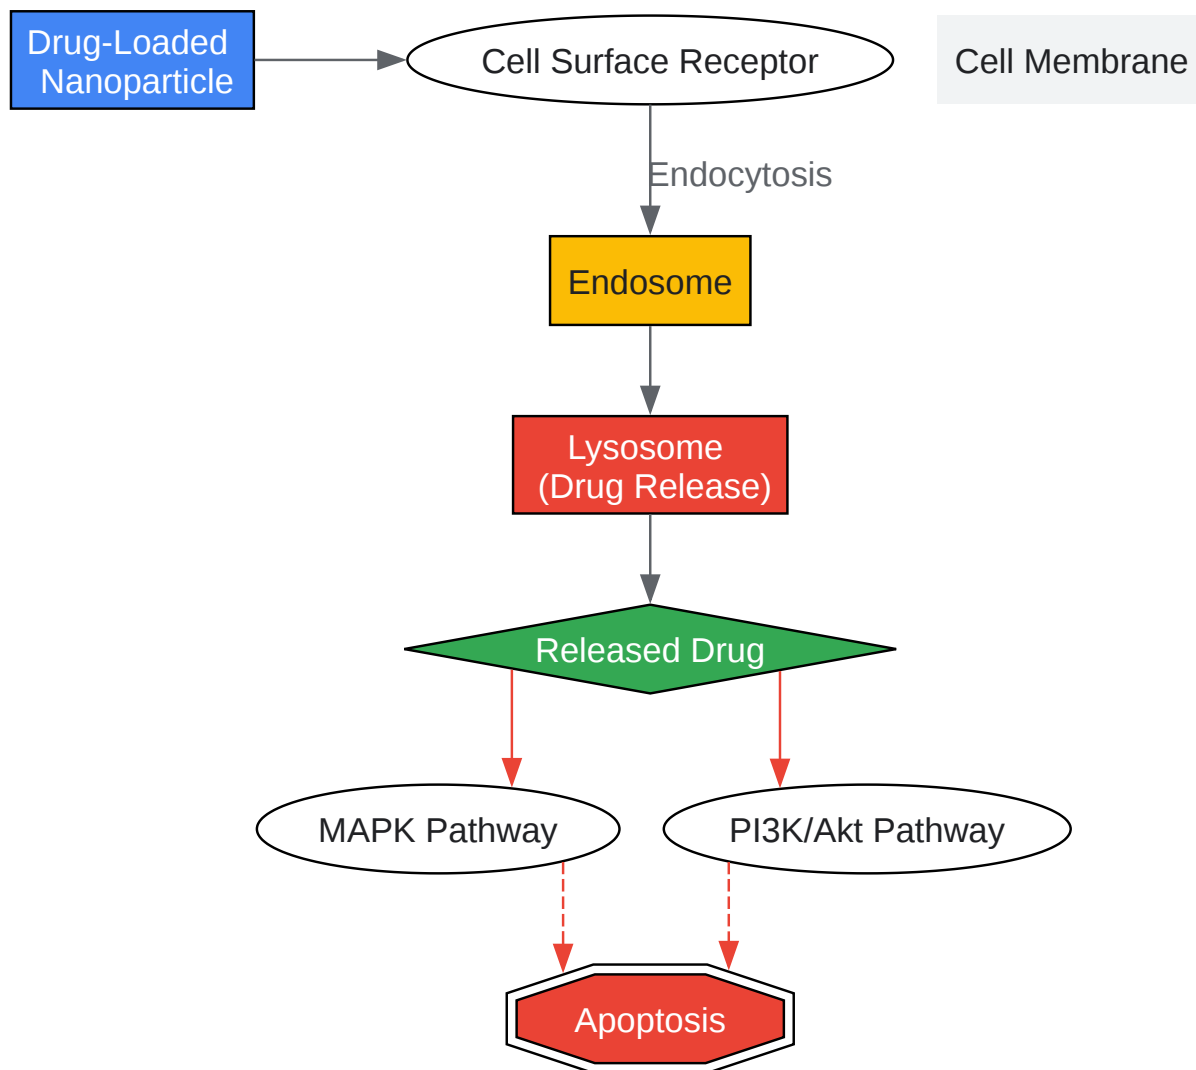 Drug-Loaded
Nanoparticle
Cell Surface Receptor
Cell Membrane
Endocytosis
Endosome
Lysosome
(Drug Release)
Released Drug
MAPK Pathway
PI3K/Akt Pathway
Apoptosis